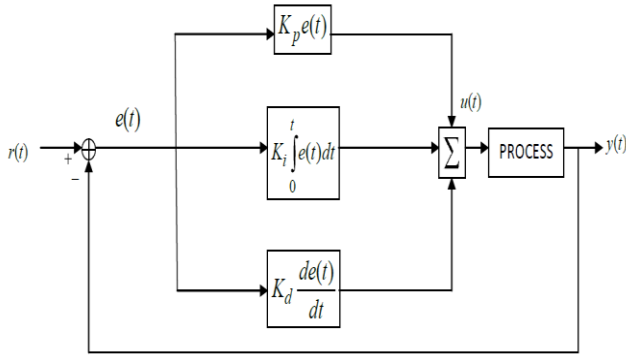 K_p e(t)
u(t)
e(t)
r(t)
+
−
K_i ∫_0^t e(t)dt
Σ
PROCESS
y(t)
K_d de(t)/dt